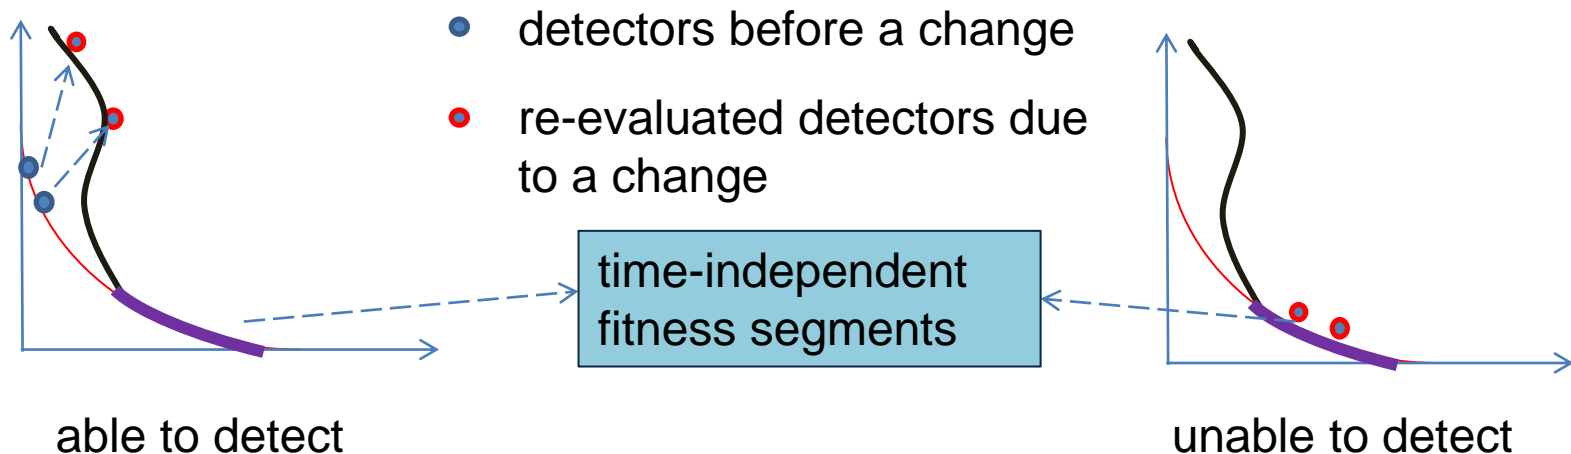 detectors before a change
re-evaluated detectors due
to a change
time-independent
fitness segments
able to detect
unable to detect